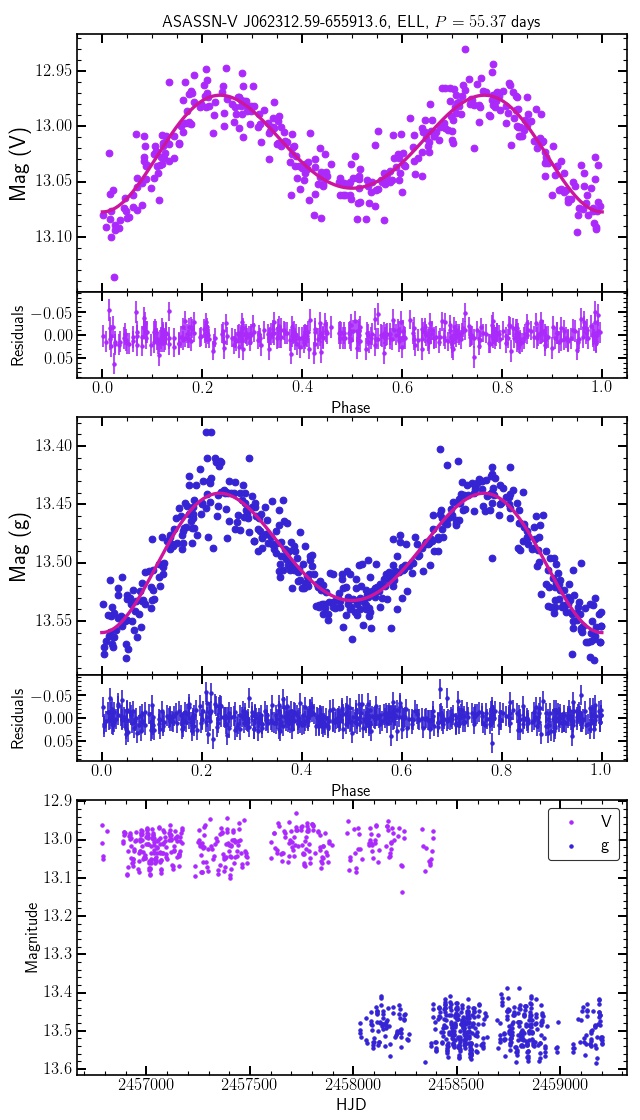 ASASSN-V J062312.59-655913.6, ELL, P = 55.37 days
Mag (V)
12.95
13.00
13.05
13.10
Residuals
−0.05
0.00
0.05
0.0 0.2 0.4 0.6 0.8 1.0
Phase
Mag (g)
13.40
13.45
13.50
13.55
Residuals
−0.05
0.00
0.05
0.0 0.2 0.4 0.6 0.8 1.0
Phase
Magnitude
12.9
13.0
13.1
13.2
13.3
13.4
13.5
13.6
V
g
2457000 2457500 2458000 2458500 2459000
HJD